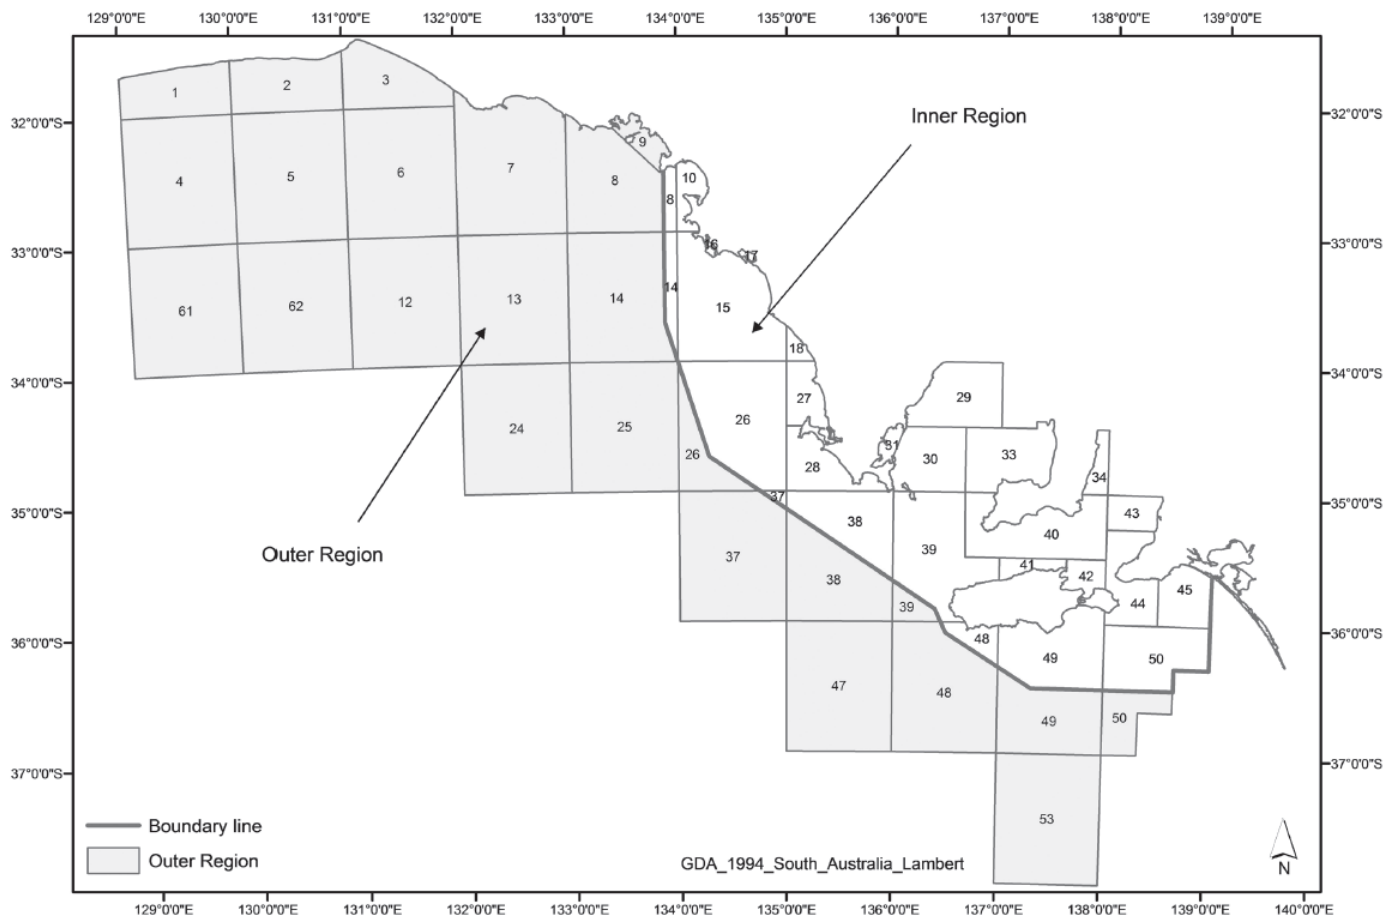 129°0'0"E 130°0'0"E 131°0'0"E 132°0'0"E 133°0'0"E 134°0'0"E 135°0'0"E 136°0'0"E 137°0'0"E 138°0'0"E 139°0'0"E
1 2 3
32°0'0"S 32°0'0"S
Inner Region
9
4 5 6 7 8 8 10
33°0'0"S 16 17 33°0'0"S
61 62 12 13 14 14 15
18
34°0'0"S 34°0'0"S
24 25 26 27 29
26 28 31 30 33 34
35°0'0"S 37 35°0'0"S
38 39 40 43
Outer Region
37 38 39 41 42 44 45
36°0'0"S 36°0'0"S
48 49 50
47 48 49 50
37°0'0"S 37°0'0"S
53
Boundary line
Outer Region
GDA_1994_South_Australia_Lambert
N
129°0'0"E 130°0'0"E 131°0'0"E 132°0'0"E 133°0'0"E 134°0'0"E 135°0'0"E 136°0'0"E 137°0'0"E 138°0'0"E 139°0'0"E 140°0'0"E